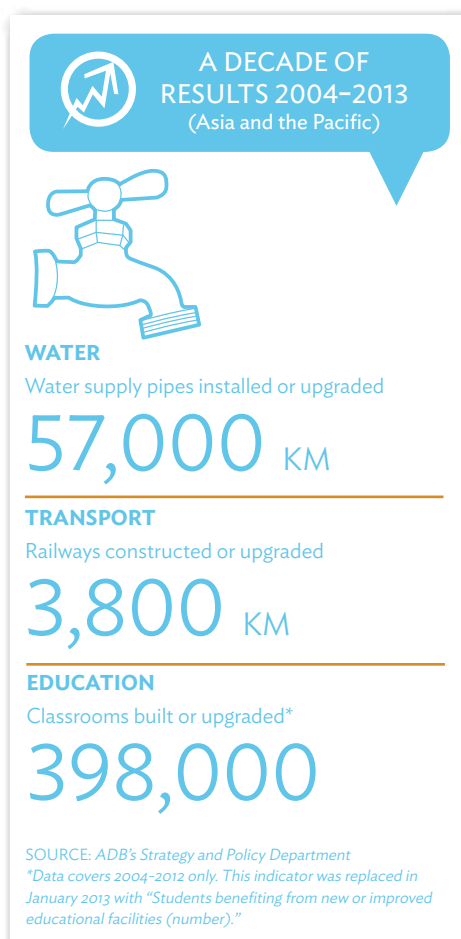 A DECADE OF
RESULTS 2004–2013
(Asia and the Pacific)
WATER
Water supply pipes installed or upgraded
57,000 KM
TRANSPORT
Railways constructed or upgraded
3,800 KM
EDUCATION
Classrooms built or upgraded*
398,000
SOURCE: ADB’s Strategy and Policy Department
*Data covers 2004-2012 only. This indicator was replaced in
January 2013 with “Students benefiting from new or improved
educational facilities (number).”